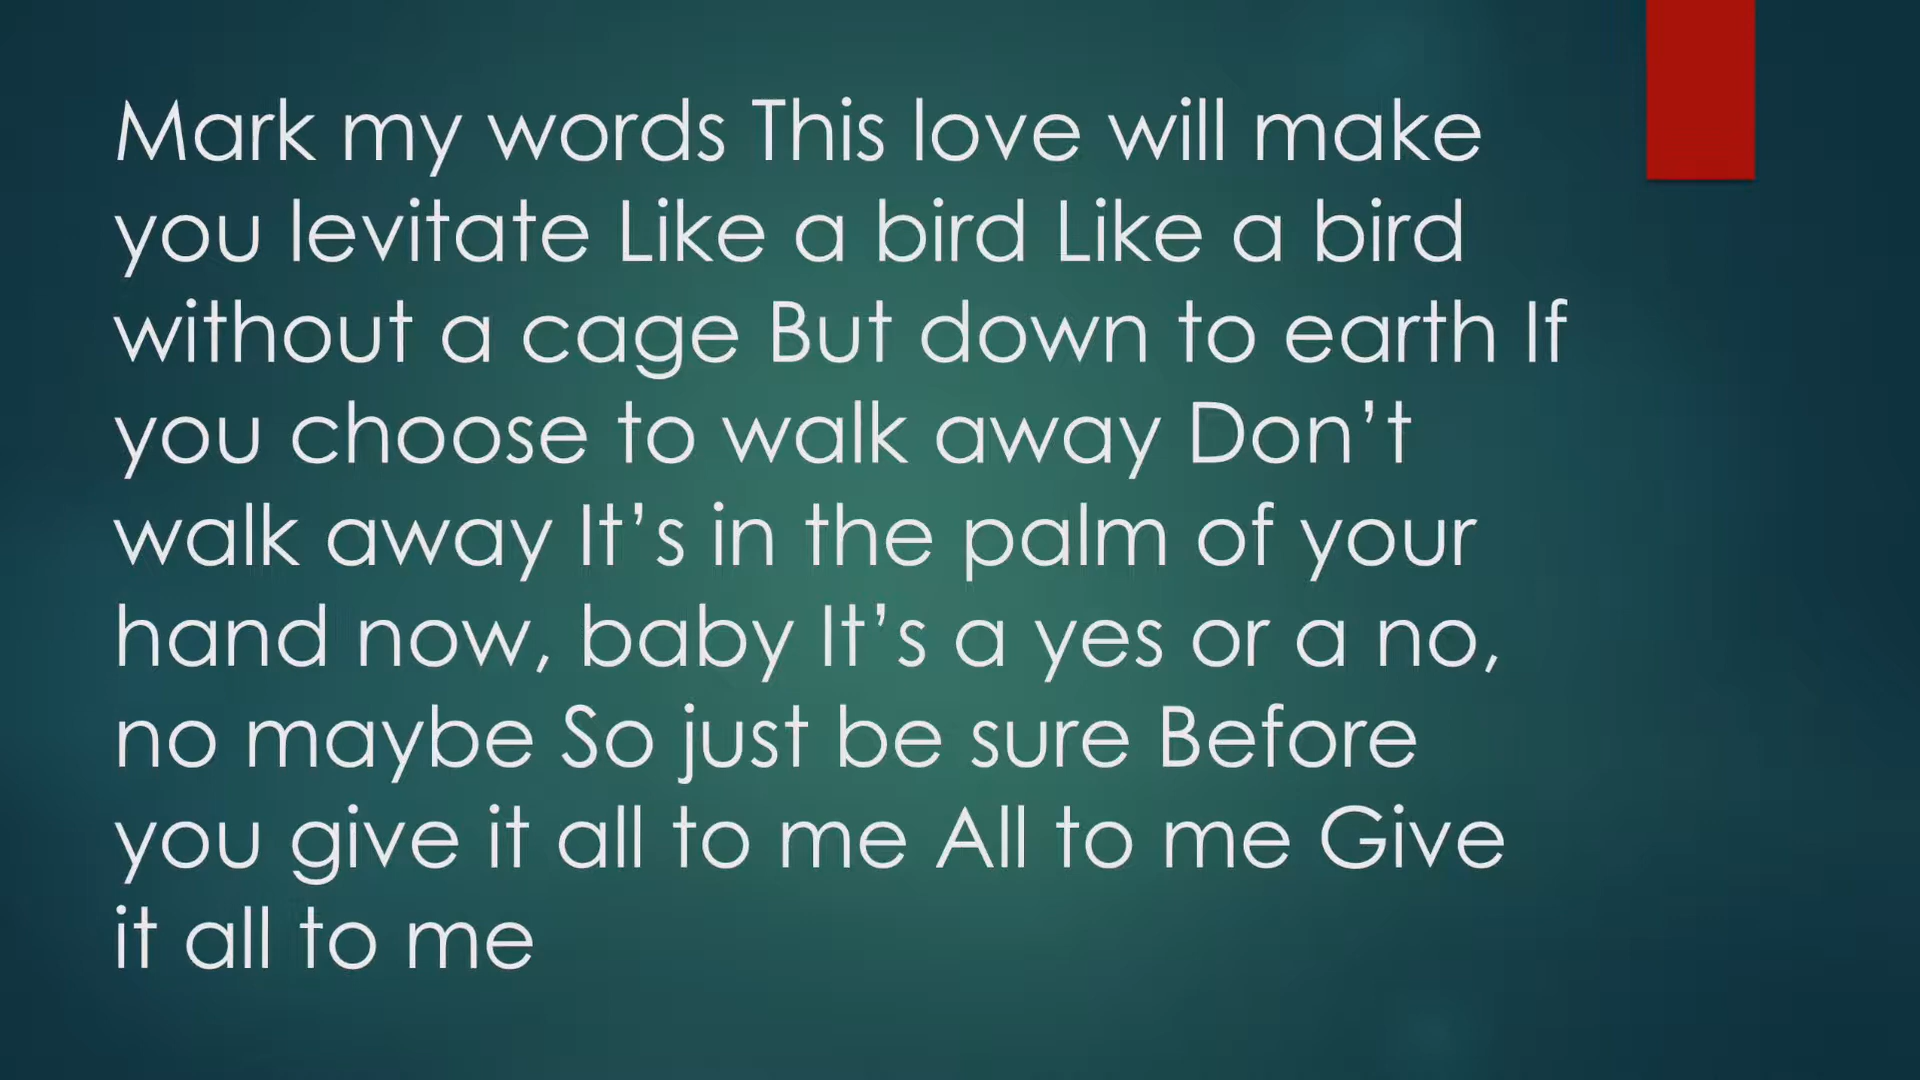 Mark my words This love will make
you levitate Like a bird Like a bird
without a cage But down to earth If
you choose to walk away Don’t
walk away It’s in the palm of your
hand now, baby It’s a yes or a no,
no maybe So just be sure Before
you give it all to me All to me Give
it all to me